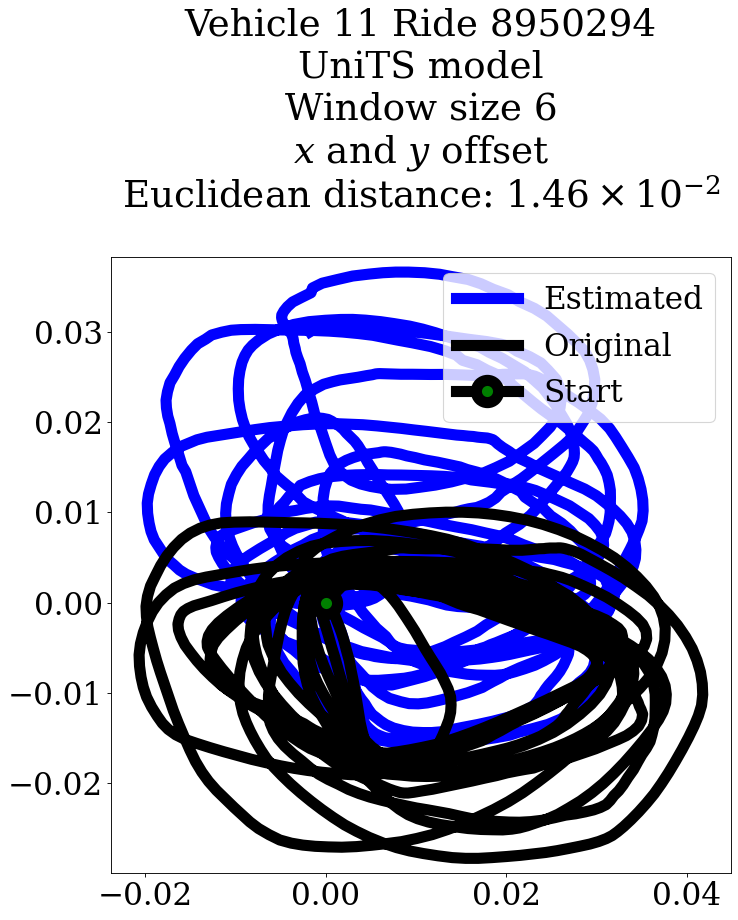 Vehicle 11 Ride 8950294
UniTS model
Window size 6
x and y offset
Euclidean distance: 1.46 × 10⁻²
Estimated
Original
Start
0.03
0.02
0.01
0.00
−0.01
−0.02
−0.02 0.00 0.02 0.04